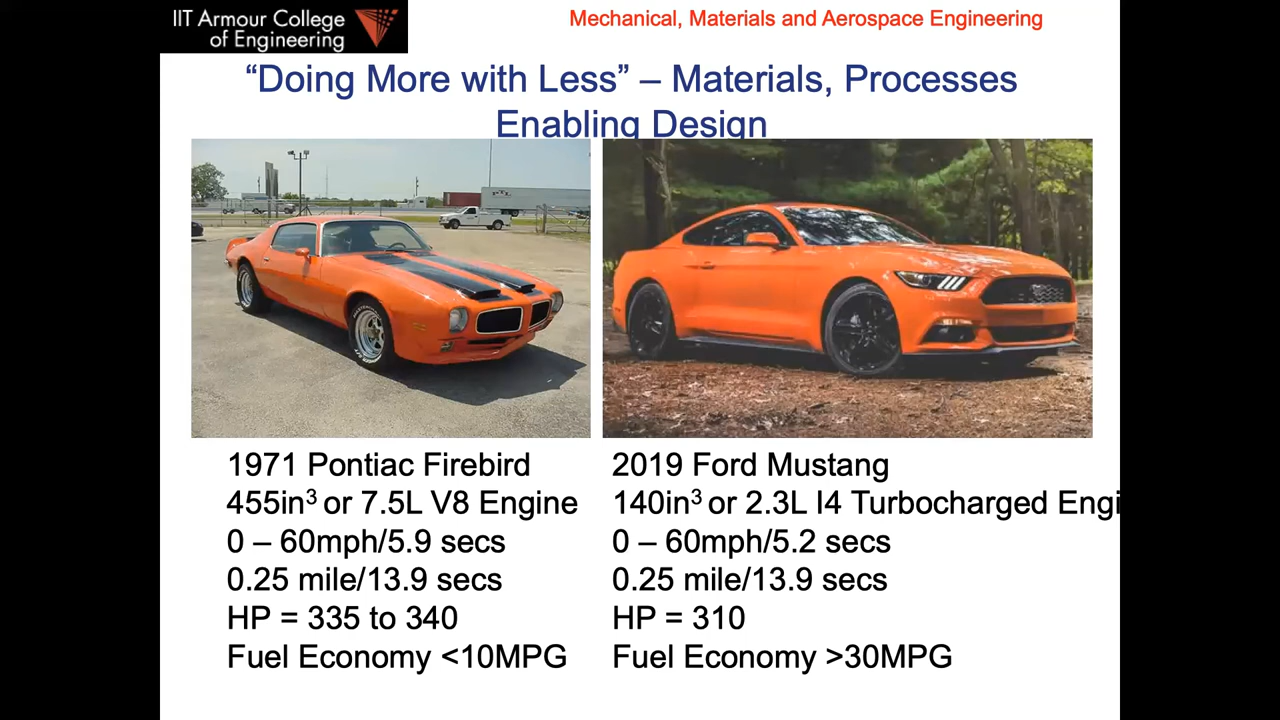 IIT Armour College
of Engineering
Mechanical, Materials and Aerospace Engineering
“Doing More with Less” – Materials, Processes
Enabling Design
1971 Pontiac Firebird
455in³ or 7.5L V8 Engine
0 – 60mph/5.9 secs
0.25 mile/13.9 secs
HP = 335 to 340
Fuel Economy <10MPG
2019 Ford Mustang
140in³ or 2.3L I4 Turbocharged Engi
0 – 60mph/5.2 secs
0.25 mile/13.9 secs
HP = 310
Fuel Economy >30MPG